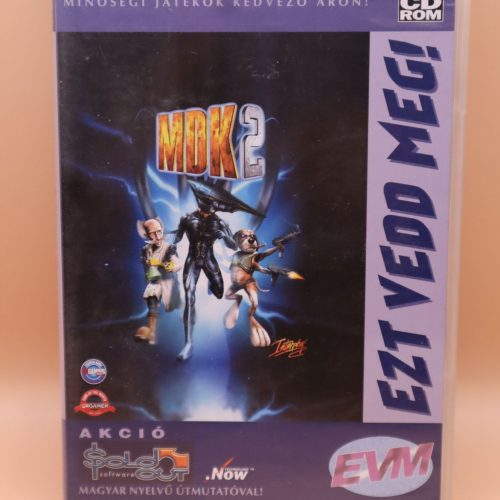 MINŐSÉGI JÁTÉKOK KEDVEZŐ ÁRON!
CD
ROM
MDK2
EZT VEDD MEG!
AKCIÓ
SOLD
OUT
software
.Now
MAGYAR NYELVŰ ÚTMUTATÓVAL!
EVM